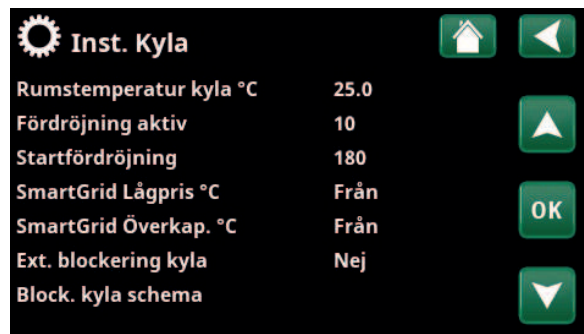 Inst. Kyla
Rumstemperatur kyla °C 25.0
Fördröjning aktiv 10
Startfördröjning 180
SmartGrid Lågpris °C Från
SmartGrid Överkap. °C Från
OK
Ext. blockering kyla Nej
Block. kyla schema